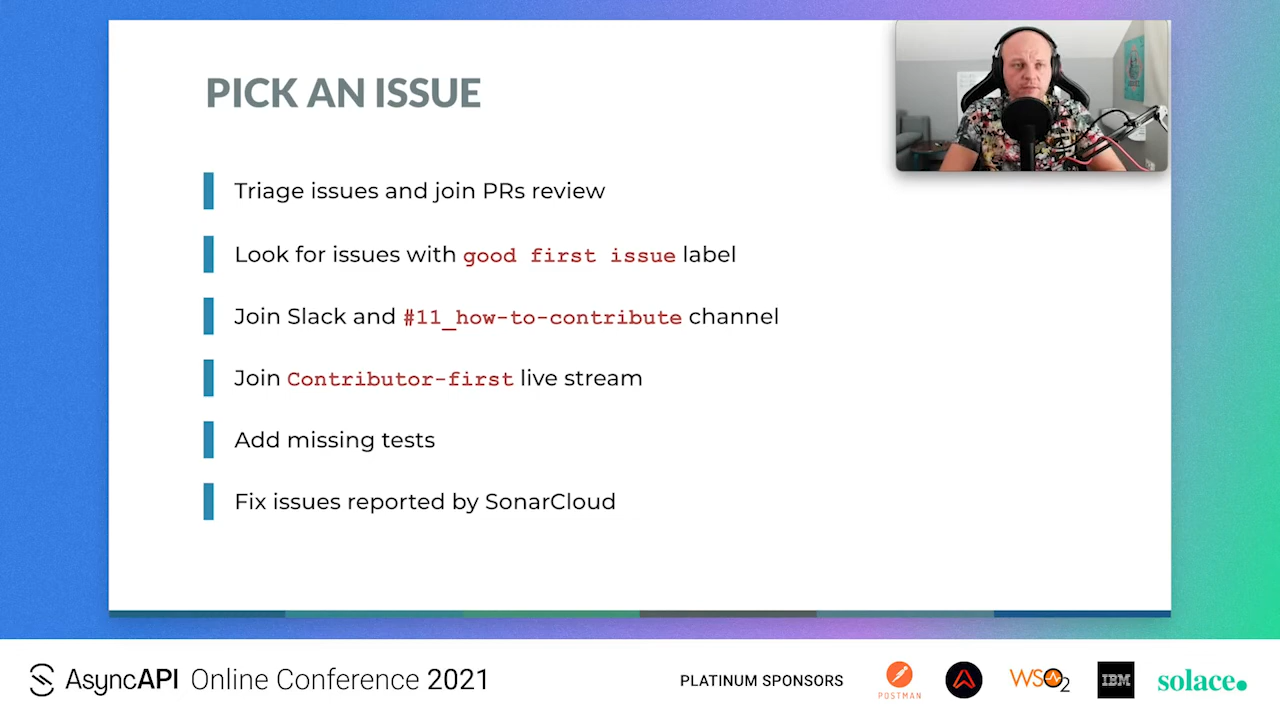 PICK AN ISSUE
Triage issues and join PRs review
Look for issues with good first issue label
Join Slack and #11_how-to-contribute channel
Join Contributor-first live stream
Add missing tests
Fix issues reported by SonarCloud
AsyncAPI Online Conference 2021
PLATINUM SPONSORS
POSTMAN
WSO2
IBM
solace.